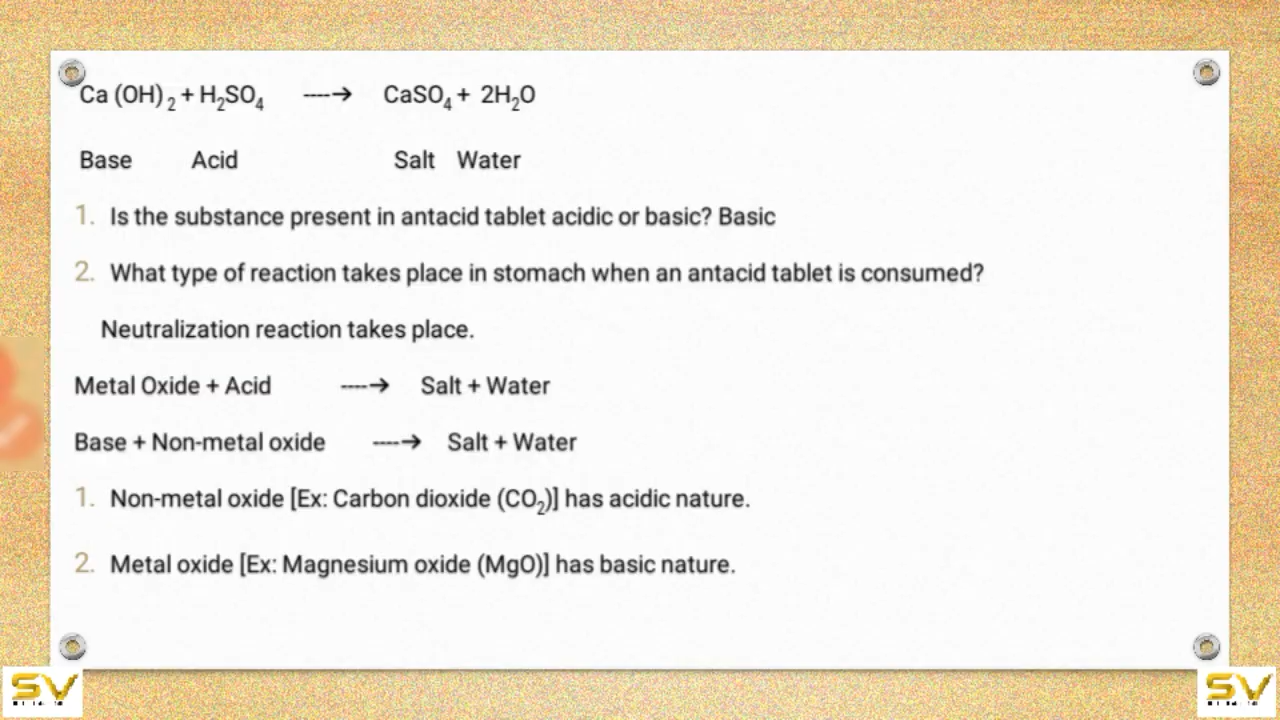 Ca (OH)₂ + H₂SO₄ ----→ CaSO₄ + 2H₂O
Base Acid Salt Water
1. Is the substance present in antacid tablet acidic or basic? Basic
2. What type of reaction takes place in stomach when an antacid tablet is consumed?
Neutralization reaction takes place.
Metal Oxide + Acid ----→ Salt + Water
Base + Non-metal oxide ----→ Salt + Water
1. Non-metal oxide [Ex: Carbon dioxide (CO₂)] has acidic nature.
2. Metal oxide [Ex: Magnesium oxide (MgO)] has basic nature.
SV
SV